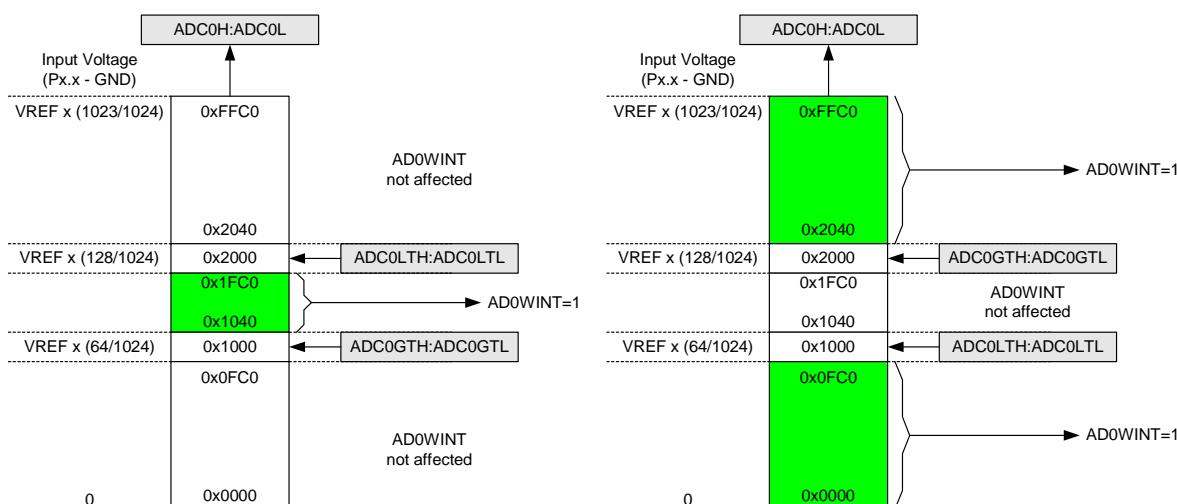 ADC0H:ADC0L
Input Voltage
(Px.x - GND)
VREF x (1023/1024)
0xFFC0
AD0WINT
not affected
0x2040
VREF x (128/1024)
0x2000
ADC0LTH:ADC0LTL
0x1FC0
AD0WINT=1
0x1040
VREF x (64/1024)
0x1000
ADC0GTH:ADC0GTL
0x0FC0
AD0WINT
not affected
0
0x0000
ADC0H:ADC0L
Input Voltage
(Px.x - GND)
VREF x (1023/1024)
0xFFC0
AD0WINT=1
0x2040
VREF x (128/1024)
0x2000
ADC0GTH:ADC0GTL
0x1FC0
AD0WINT
not affected
0x1040
VREF x (64/1024)
0x1000
ADC0LTH:ADC0LTL
0x0FC0
AD0WINT=1
0
0x0000